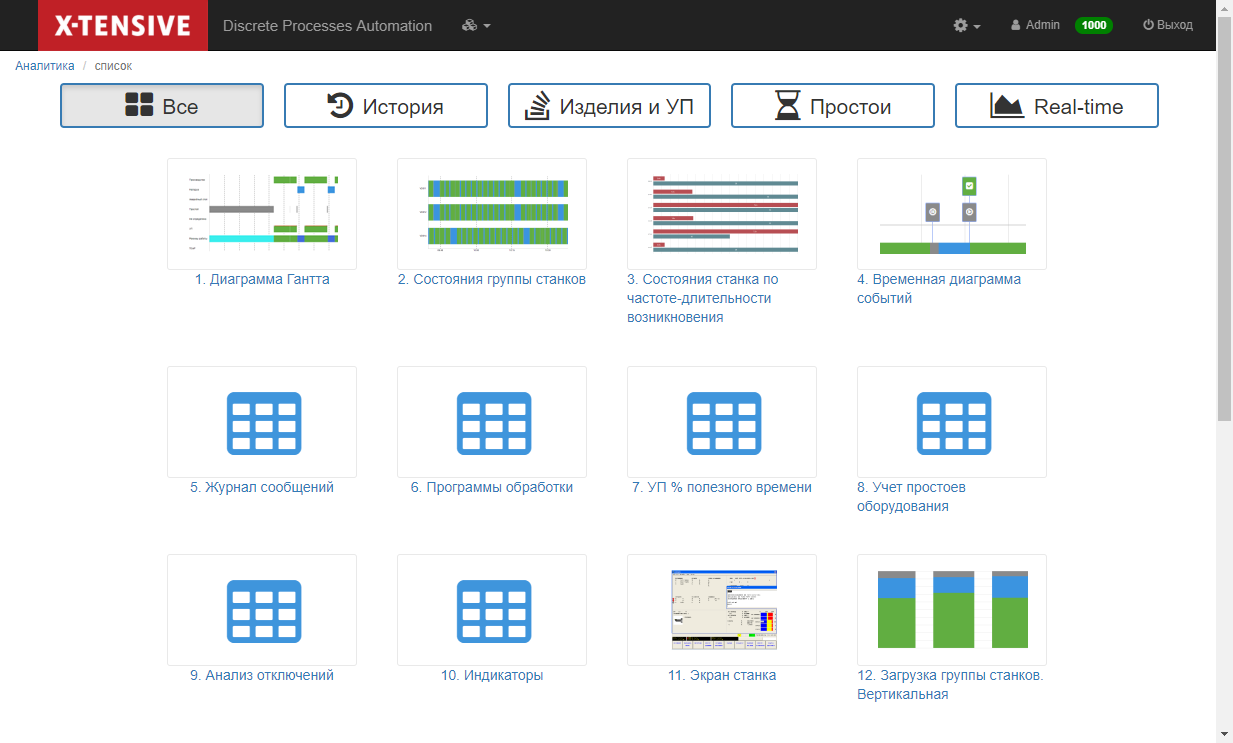 X-TENSIVE Discrete Processes Automation Admin 1000 Выход
Аналитика / список
Все История Изделия и УП Простои Real-time
1. Диаграмма Гантта
2. Состояния группы станков
3. Состояния станка по
частоте-длительности
возникновения
4. Временная диаграмма
событий
5. Журнал сообщений
6. Программы обработки
7. УП % полезного времени
8. Учет простоев
оборудования
9. Анализ отключений
10. Индикаторы
11. Экран станка
12. Загрузка группы станков.
Вертикальная